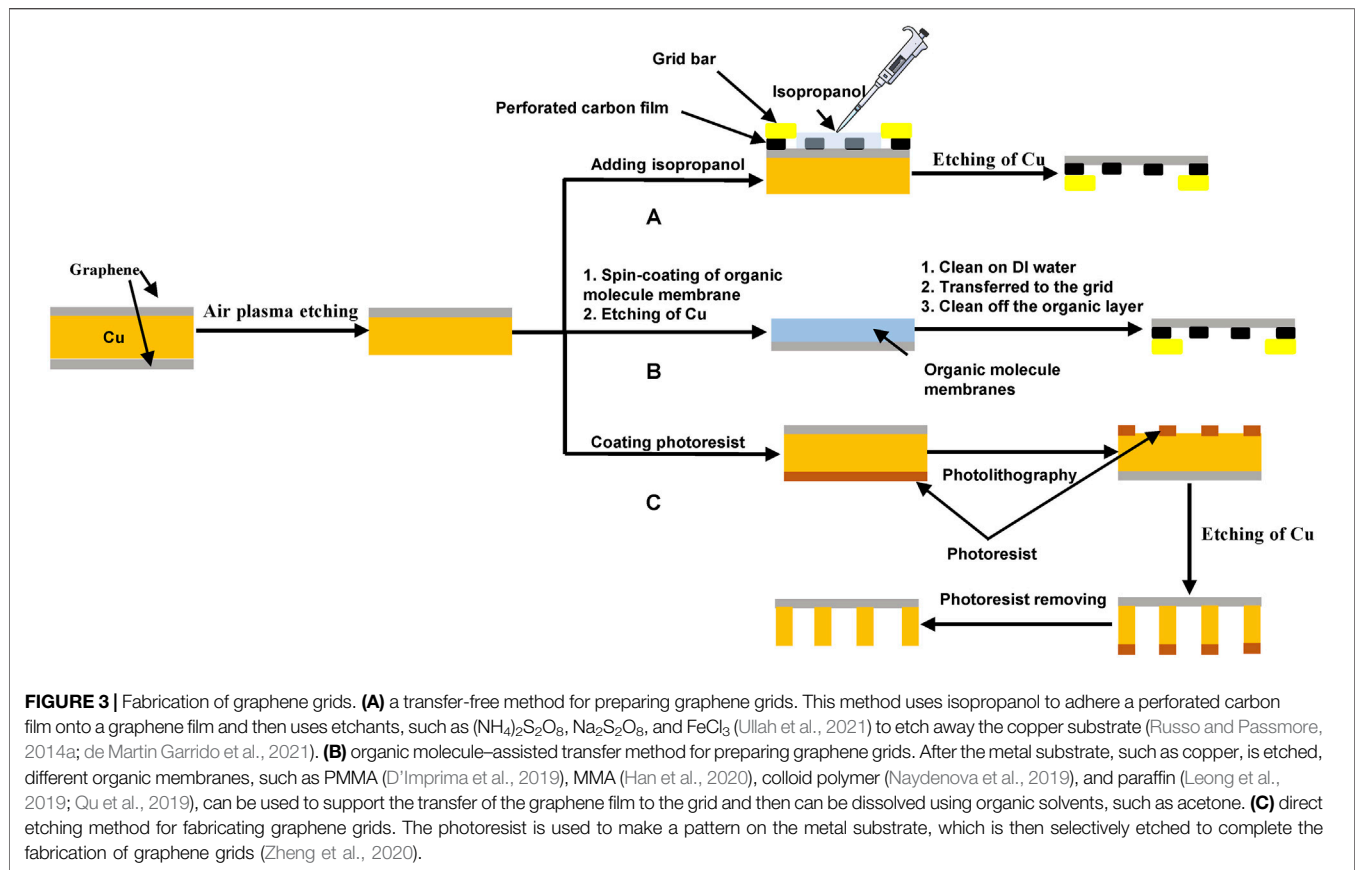 Grid bar
Isopropanol
Perforated carbon film
Adding isopropanol
Etching of Cu
A
Graphene
Cu
Air plasma etching
1. Spin-coating of organic
molecule membrane
2. Etching of Cu
1. Clean on DI water
2. Transferred to the grid
3. Clean off the organic layer
B
Organic molecule
membranes
Coating photoresist
Photolithography
C
Photoresist
Etching of Cu
Photoresist removing
FIGURE 3 | Fabrication of graphene grids. (A) a transfer-free method for preparing graphene grids. This method uses isopropanol to adhere a perforated carbon
film onto a graphene film and then uses etchants, such as (NH4)2S2O8, Na2S2O8, and FeCl3 (Ullah et al., 2021) to etch away the copper substrate (Russo and Passmore,
2014a; de Martin Garrido et al., 2021). (B) organic molecule–assisted transfer method for preparing graphene grids. After the metal substrate, such as copper, is etched,
different organic membranes, such as PMMA (D'Imprima et al., 2019), MMA (Han et al., 2020), colloid polymer (Naydenova et al., 2019), and paraffin (Leong et al.,
2019; Qu et al., 2019), can be used to support the transfer of the graphene film to the grid and then can be dissolved using organic solvents, such as acetone. (C) direct
etching method for fabricating graphene grids. The photoresist is used to make a pattern on the metal substrate, which is then selectively etched to complete the
fabrication of graphene grids (Zheng et al., 2020).